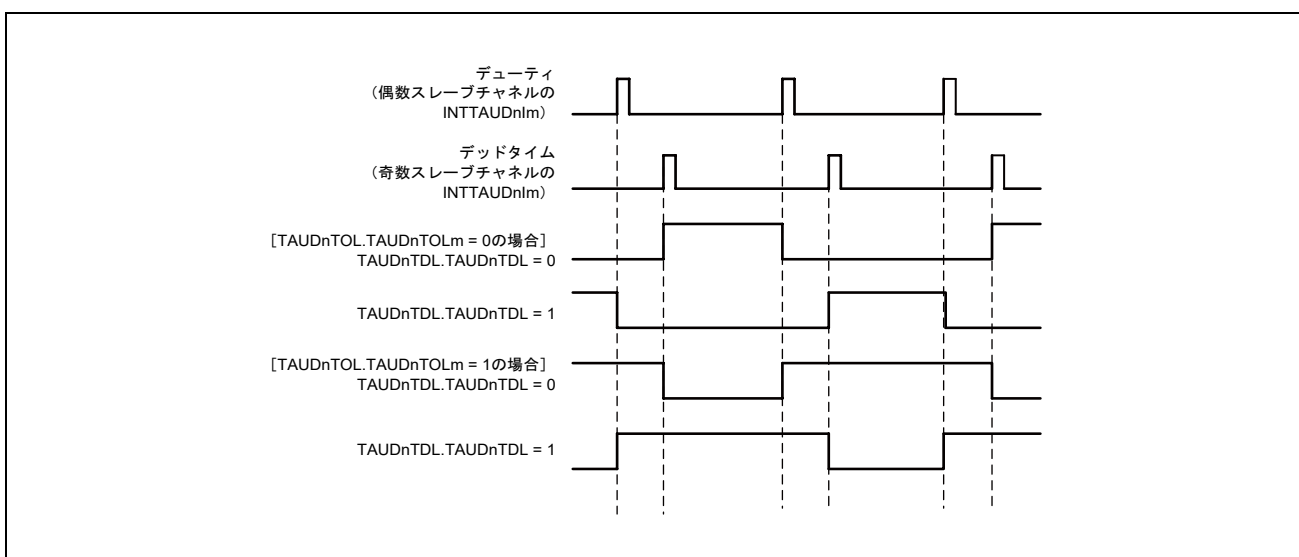 デューティ
（偶数スレーブチャネルの
INTTAUDnIm）
デッドタイム
（奇数スレーブチャネルの
INTTAUDnIm）
［TAUDnTOL.TAUDnTOLm = 0の場合］
TAUDnTDL.TAUDnTDL = 0
TAUDnTDL.TAUDnTDL = 1
［TAUDnTOL.TAUDnTOLm = 1の場合］
TAUDnTDL.TAUDnTDL = 0
TAUDnTDL.TAUDnTDL = 1